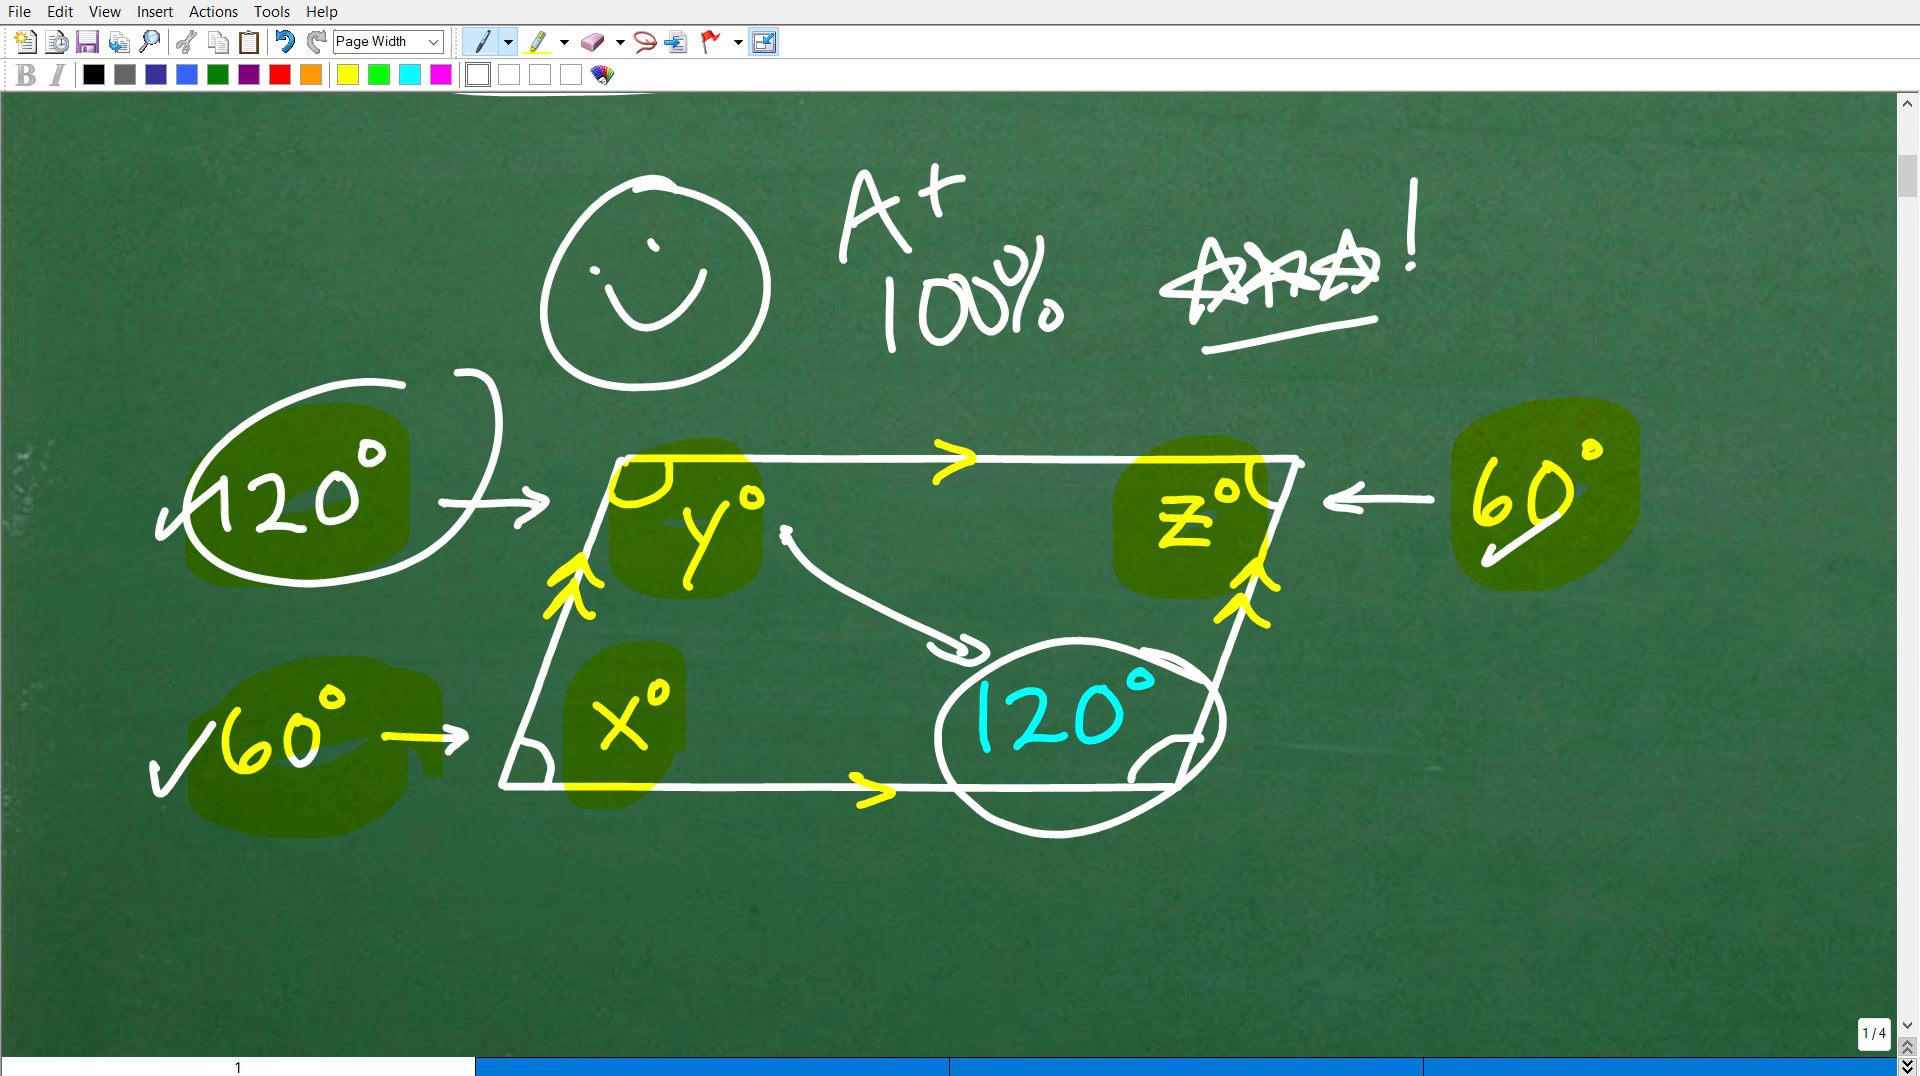 File Edit View Insert Actions Tools Help
Page Width
B I
A+
100%
!
120°
y°
z°
60°
60°
x°
120°
1 / 4
1